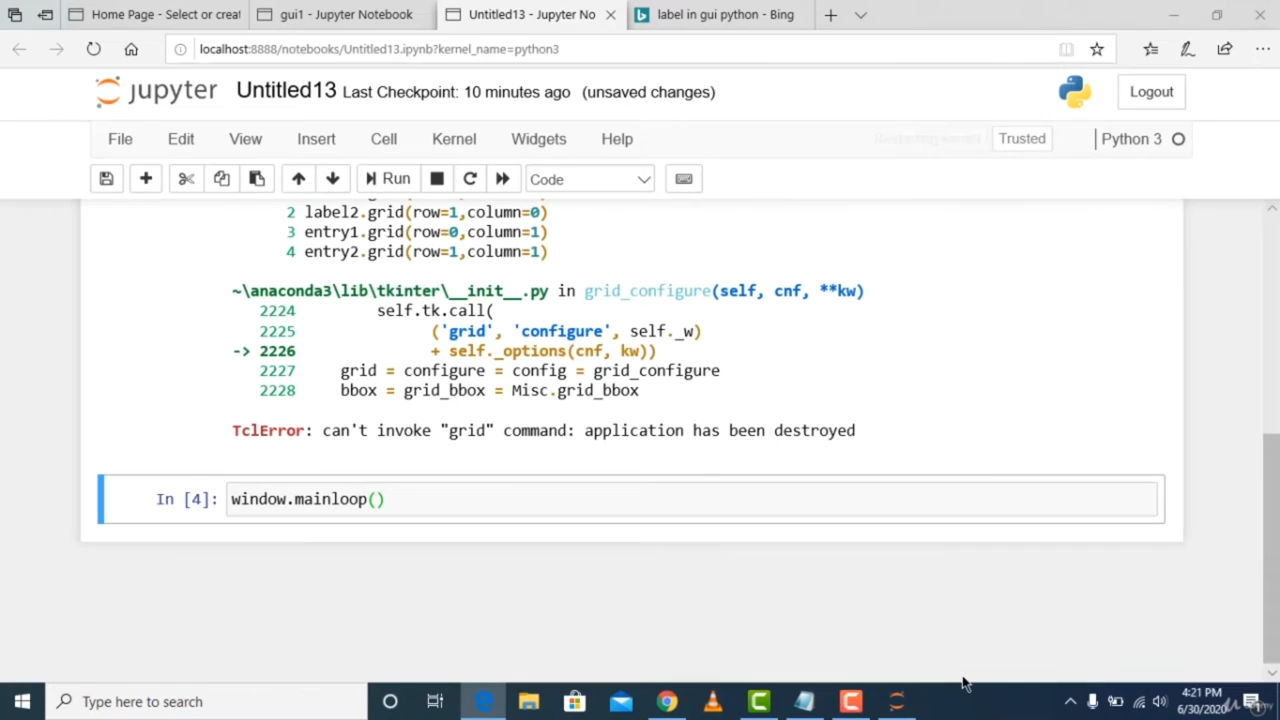 Home Page - Select or creat
gui1 - Jupyter Notebook
Untitled13 - Jupyter No
label in gui python - Bing
localhost:8888/notebooks/Untitled13.ipynb?kernel_name=python3
jupyter Untitled13 Last Checkpoint: 10 minutes ago (unsaved changes)
Logout
File Edit View Insert Cell Kernel Widgets Help
Restarting kernel
Trusted
Python 3
Run
Code
2 label2.grid(row=1,column=0)
3 entry1.grid(row=0,column=1)
4 entry2.grid(row=1,column=1)
~\anaconda3\lib\tkinter\__init__.py in grid_configure(self, cnf, **kw)
2224 self.tk.call(
2225 ('grid', 'configure', self._w)
-> 2226 + self._options(cnf, kw))
2227 grid = configure = config = grid_configure
2228 bbox = grid_bbox = Misc.grid_bbox
TclError: can't invoke "grid" command: application has been destroyed
In [4]: window.mainloop()
Type here to search
4:21 PM
6/30/2020